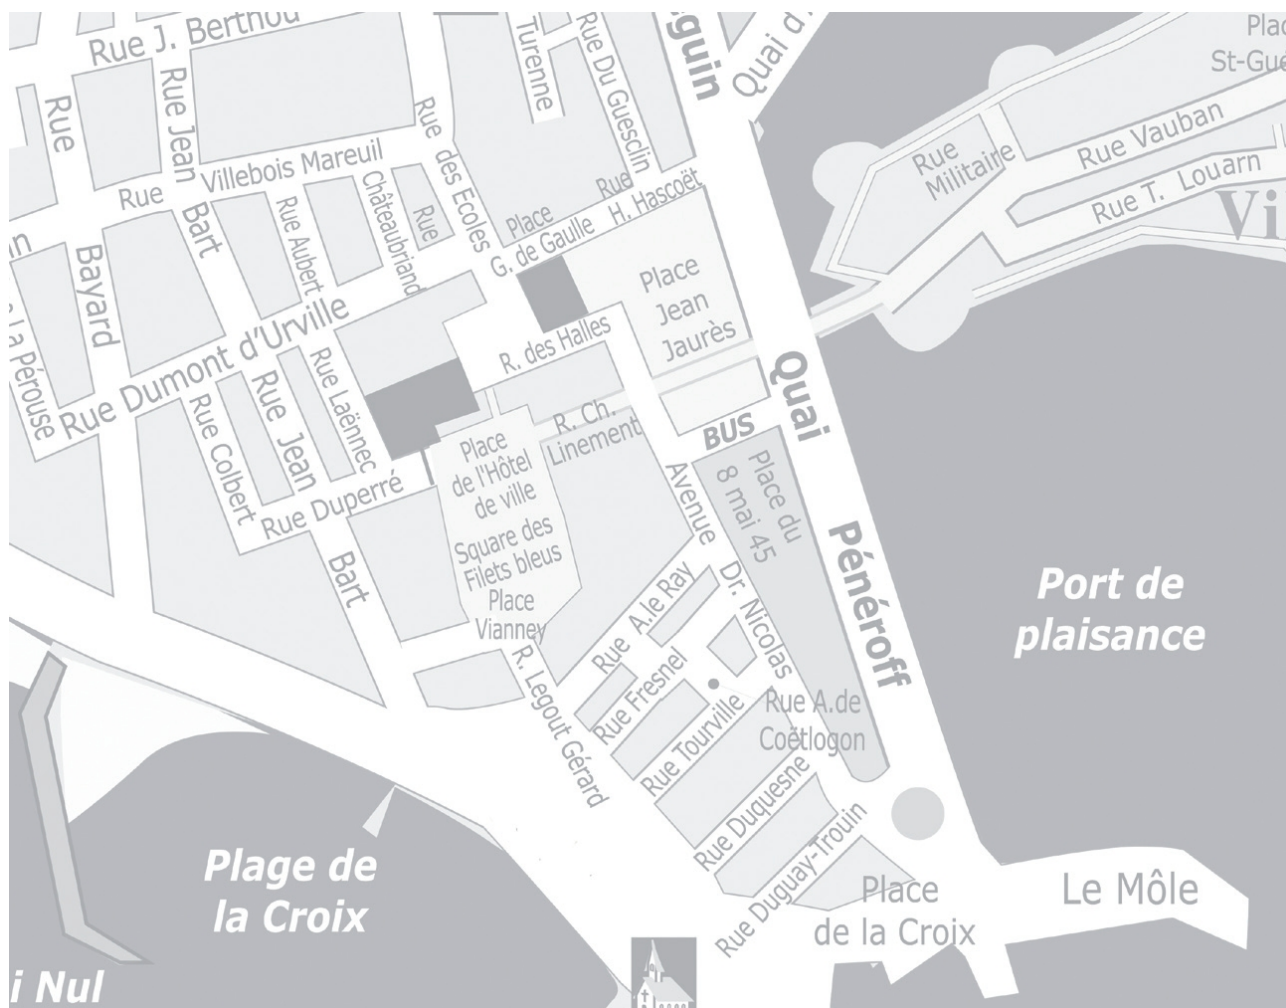 Rue J. Berthou
Turenne
Rue Du Guesclin
guin
Quai d'
Place
Rue
Rue Jean
Rue des Ecoles
Rue
Militaire
Rue Vauban
Rue T. Louarn
Vi
Rue
Villebois Mareuil
Châteaubriand
Rue
Place
G. de Gaulle
Rue
H. Hascoët
Bart
Rue Aubert
Bayard
Place
Jean
Jaurès
la Pérouse
Rue Dumont d'Urville
R. des Halles
Rue Laënnec
Rue Jean
Rue Colbert
Quai
BUS
R. Ch.
Linement
Place
de l'Hôtel
de ville
Place du
8 mai 45
Avenue
Rue Duperré
Square des
Filets bleus
Pénéroff
Bart
Place
Vianney
Rue
A.le Ray
Dr. Nicolas
Port de
plaisance
R. Legout Gérard
Rue Fresnel
Rue Tourville
Rue A.de
Coëtlogon
Rue Duquesne
Rue Duguay-Trouin
Plage de
la Croix
Place
de la Croix
Le Môle
i Nul